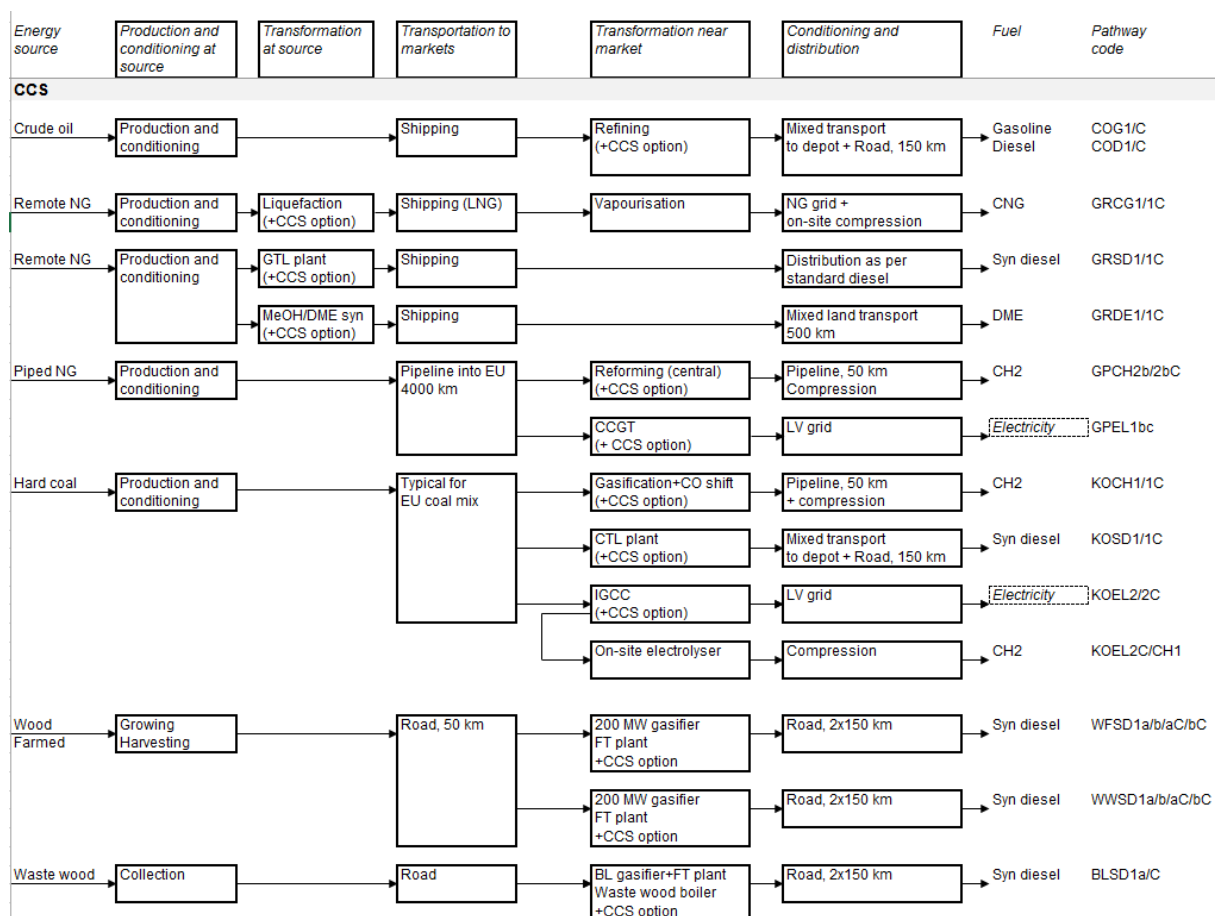 Energy source
Production and conditioning at source
Transformation at source
Transportation to markets
Transformation near market
Conditioning and distribution
Fuel
Pathway code
CCS
Crude oil
Production and conditioning
Shipping
Refining
(+CCS option)
Mixed transport
to depot + Road, 150 km
Gasoline
Diesel
COG1/C
COD1/C
Remote NG
Production and conditioning
Liquefaction
(+CCS option)
Shipping (LNG)
Vapourisation
NG grid +
on-site compression
CNG
GRCG1/1C
Remote NG
Production and conditioning
GTL plant
(+CCS option)
Shipping
Distribution as per
standard diesel
Syn diesel
GRSD1/1C
MeOH/DME syn
(+CCS option)
Shipping
Mixed land transport
500 km
DME
GRDE1/1C
Piped NG
Production and conditioning
Pipeline into EU
4000 km
Reforming (central)
(+CCS option)
Pipeline, 50 km
Compression
CH2
GPCH2b/2bC
CCGT
(+ CCS option)
LV grid
Electricity
GPEL1bc
Hard coal
Production and conditioning
Typical for
EU coal mix
Gasification+CO shift
(+CCS option)
Pipeline, 50 km
+ compression
CH2
KOCH1/1C
CTL plant
(+CCS option)
Mixed transport
to depot + Road, 150 km
Syn diesel
KOSD1/1C
IGCC
(+CCS option)
LV grid
Electricity
KOEL2/2C
On-site electrolyser
Compression
CH2
KOEL2C/CH1
Wood
Farmed
Growing
Harvesting
Road, 50 km
200 MW gasifier
FT plant
+CCS option
Road, 2x150 km
Syn diesel
WFSD1a/b/aC/bC
200 MW gasifier
FT plant
+CCS option
Road, 2x150 km
Syn diesel
WWSD1a/b/aC/bC
Waste wood
Collection
Road
BL gasifier+FT plant
Waste wood boiler
+CCS option
Road, 2x150 km
Syn diesel
BLSD1a/C